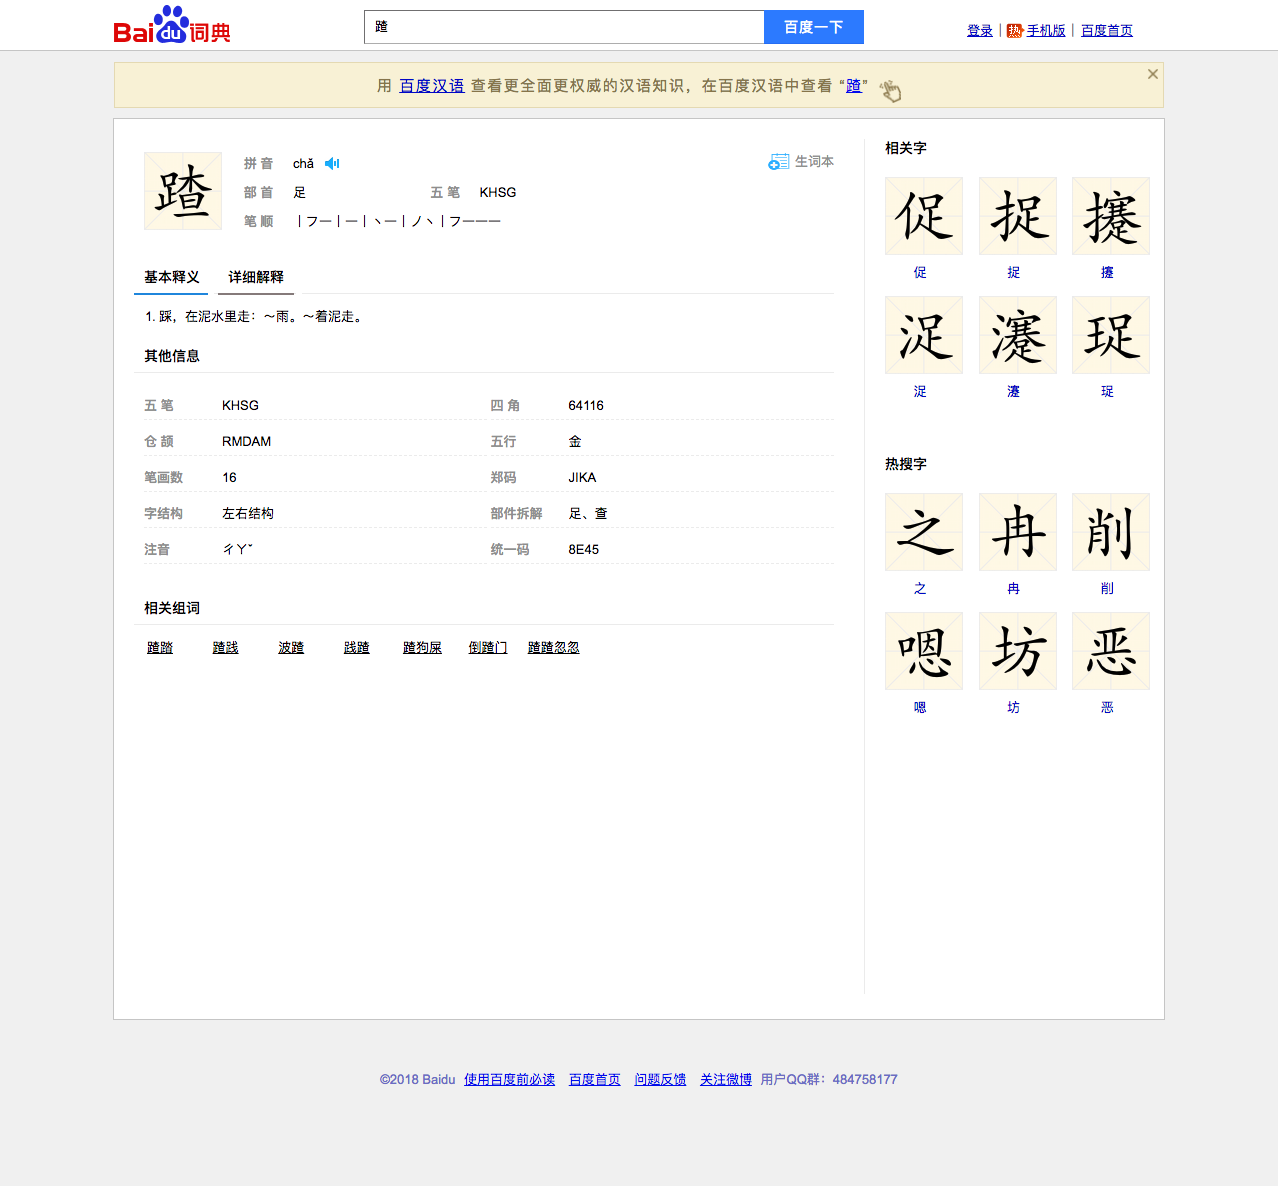 Baidu词典
蹅
百度一下
登录 | 热 手机版 | 百度首页
用 百度汉语 查看更全面更权威的汉语知识，在百度汉语中查看 “蹅”
蹅
拼 音 chǎ
生词本
部 首 足 五 笔 KHSG
笔 顺 丨フ一丨一丨丶一丨ノ丶丨フ一一一
基本释义 详细解释
1. 踩，在泥水里走：～雨。～着泥走。
其他信息
五 笔 KHSG 四 角 64116
仓 颉 RMDAM 五行 金
笔画数 16 郑码 JIKA
字结构 左右结构 部件拆解 足、查
注音 ㄔㄚˇ 统一码 8E45
相关组词
蹅踏 蹅践 波蹅 践蹅 蹅狗屎 倒蹅门 蹅蹅忽忽
相关字
促 捉 攓
促 捉 攓
浞 瀽 珿
浞 瀽 珿
热搜字
之 冉 削
之 冉 削
嗯 坊 恶
嗯 坊 恶
©2018 Baidu 使用百度前必读 百度首页 问题反馈 关注微博 用户QQ群：484758177